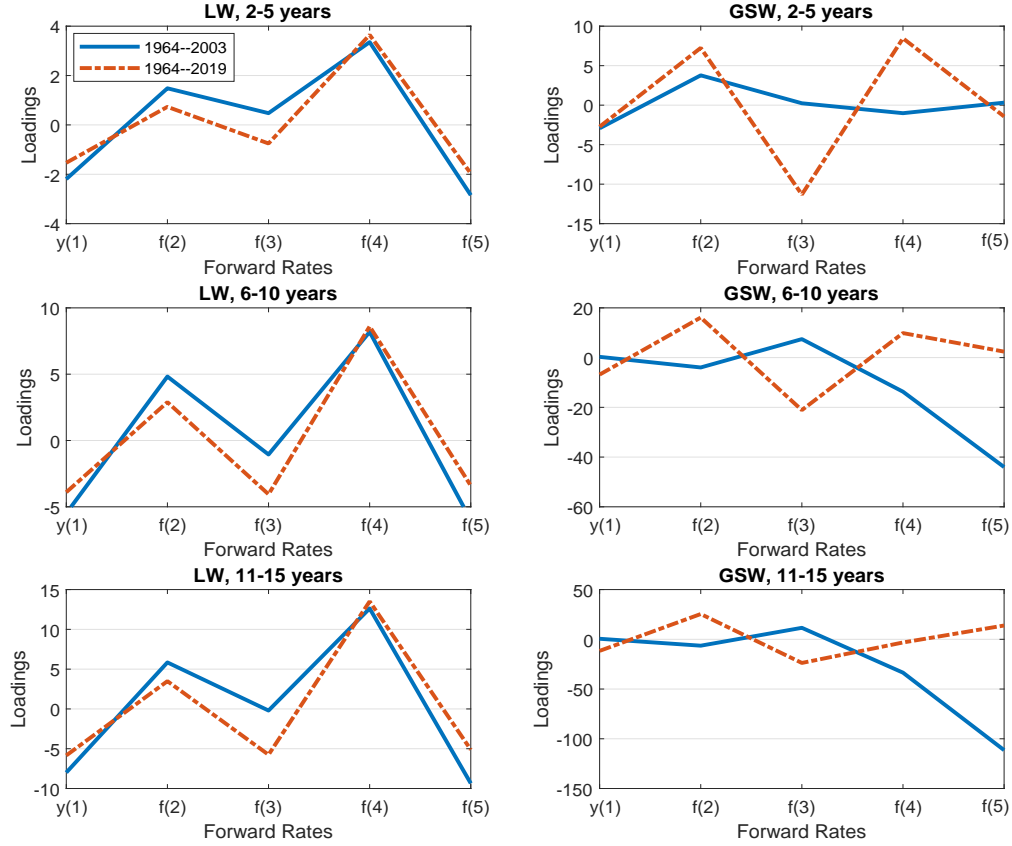 LW, 2-5 years
4
2
0
-2
-4
Loadings
1964--2003
1964--2019
y(1) f(2) f(3) f(4) f(5)
Forward Rates
GSW, 2-5 years
10
5
0
-5
-10
-15
Loadings
y(1) f(2) f(3) f(4) f(5)
Forward Rates
LW, 6-10 years
10
5
0
-5
Loadings
y(1) f(2) f(3) f(4) f(5)
Forward Rates
GSW, 6-10 years
20
0
-20
-40
-60
Loadings
y(1) f(2) f(3) f(4) f(5)
Forward Rates
LW, 11-15 years
15
10
5
0
-5
-10
Loadings
y(1) f(2) f(3) f(4) f(5)
Forward Rates
GSW, 11-15 years
50
0
-50
-100
-150
Loadings
y(1) f(2) f(3) f(4) f(5)
Forward Rates